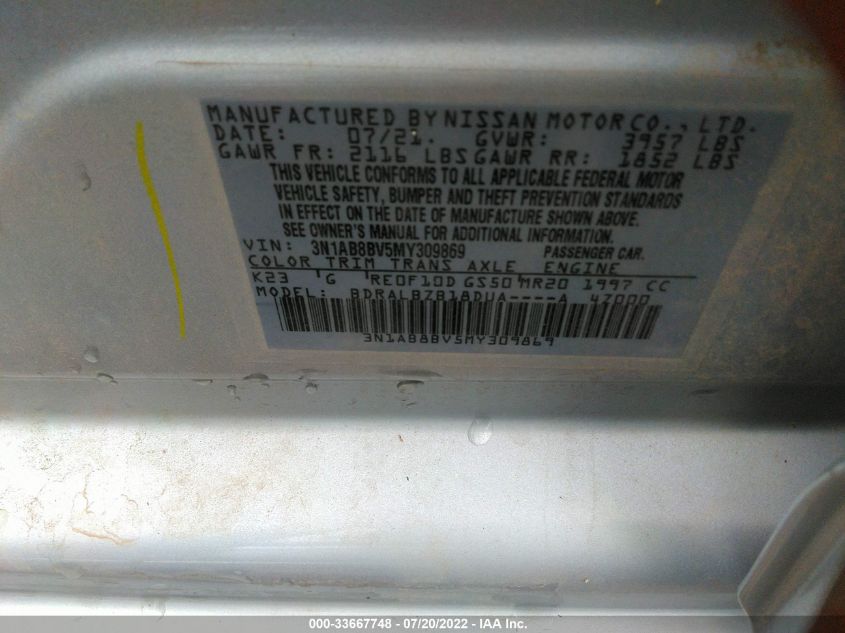 MANUFACTURED BY NISSAN MOTOR CO., LTD.
DATE: 07/21. GVWR: 3957 LBS
GAWR FR: 2116 LBS GAWR RR: 1852 LBS
THIS VEHICLE CONFORMS TO ALL APPLICABLE FEDERAL MOTOR
VEHICLE SAFETY, BUMPER AND THEFT PREVENTION STANDARDS
IN EFFECT ON THE DATE OF MANUFACTURE SHOWN ABOVE.
SEE OWNER'S MANUAL FOR ADDITIONAL INFORMATION.
VIN: 3N1AB8BV5MY309869 PASSENGER CAR.
COLOR TRIM TRANS AXLE ENGINE
K23 G RE0F10D GS50 MR20 1997 CC
MODEL: BDRALBZB18DUA----A 47000
3N1AB8BV5MY309869
000-33667748 - 07/20/2022 - IAA Inc.